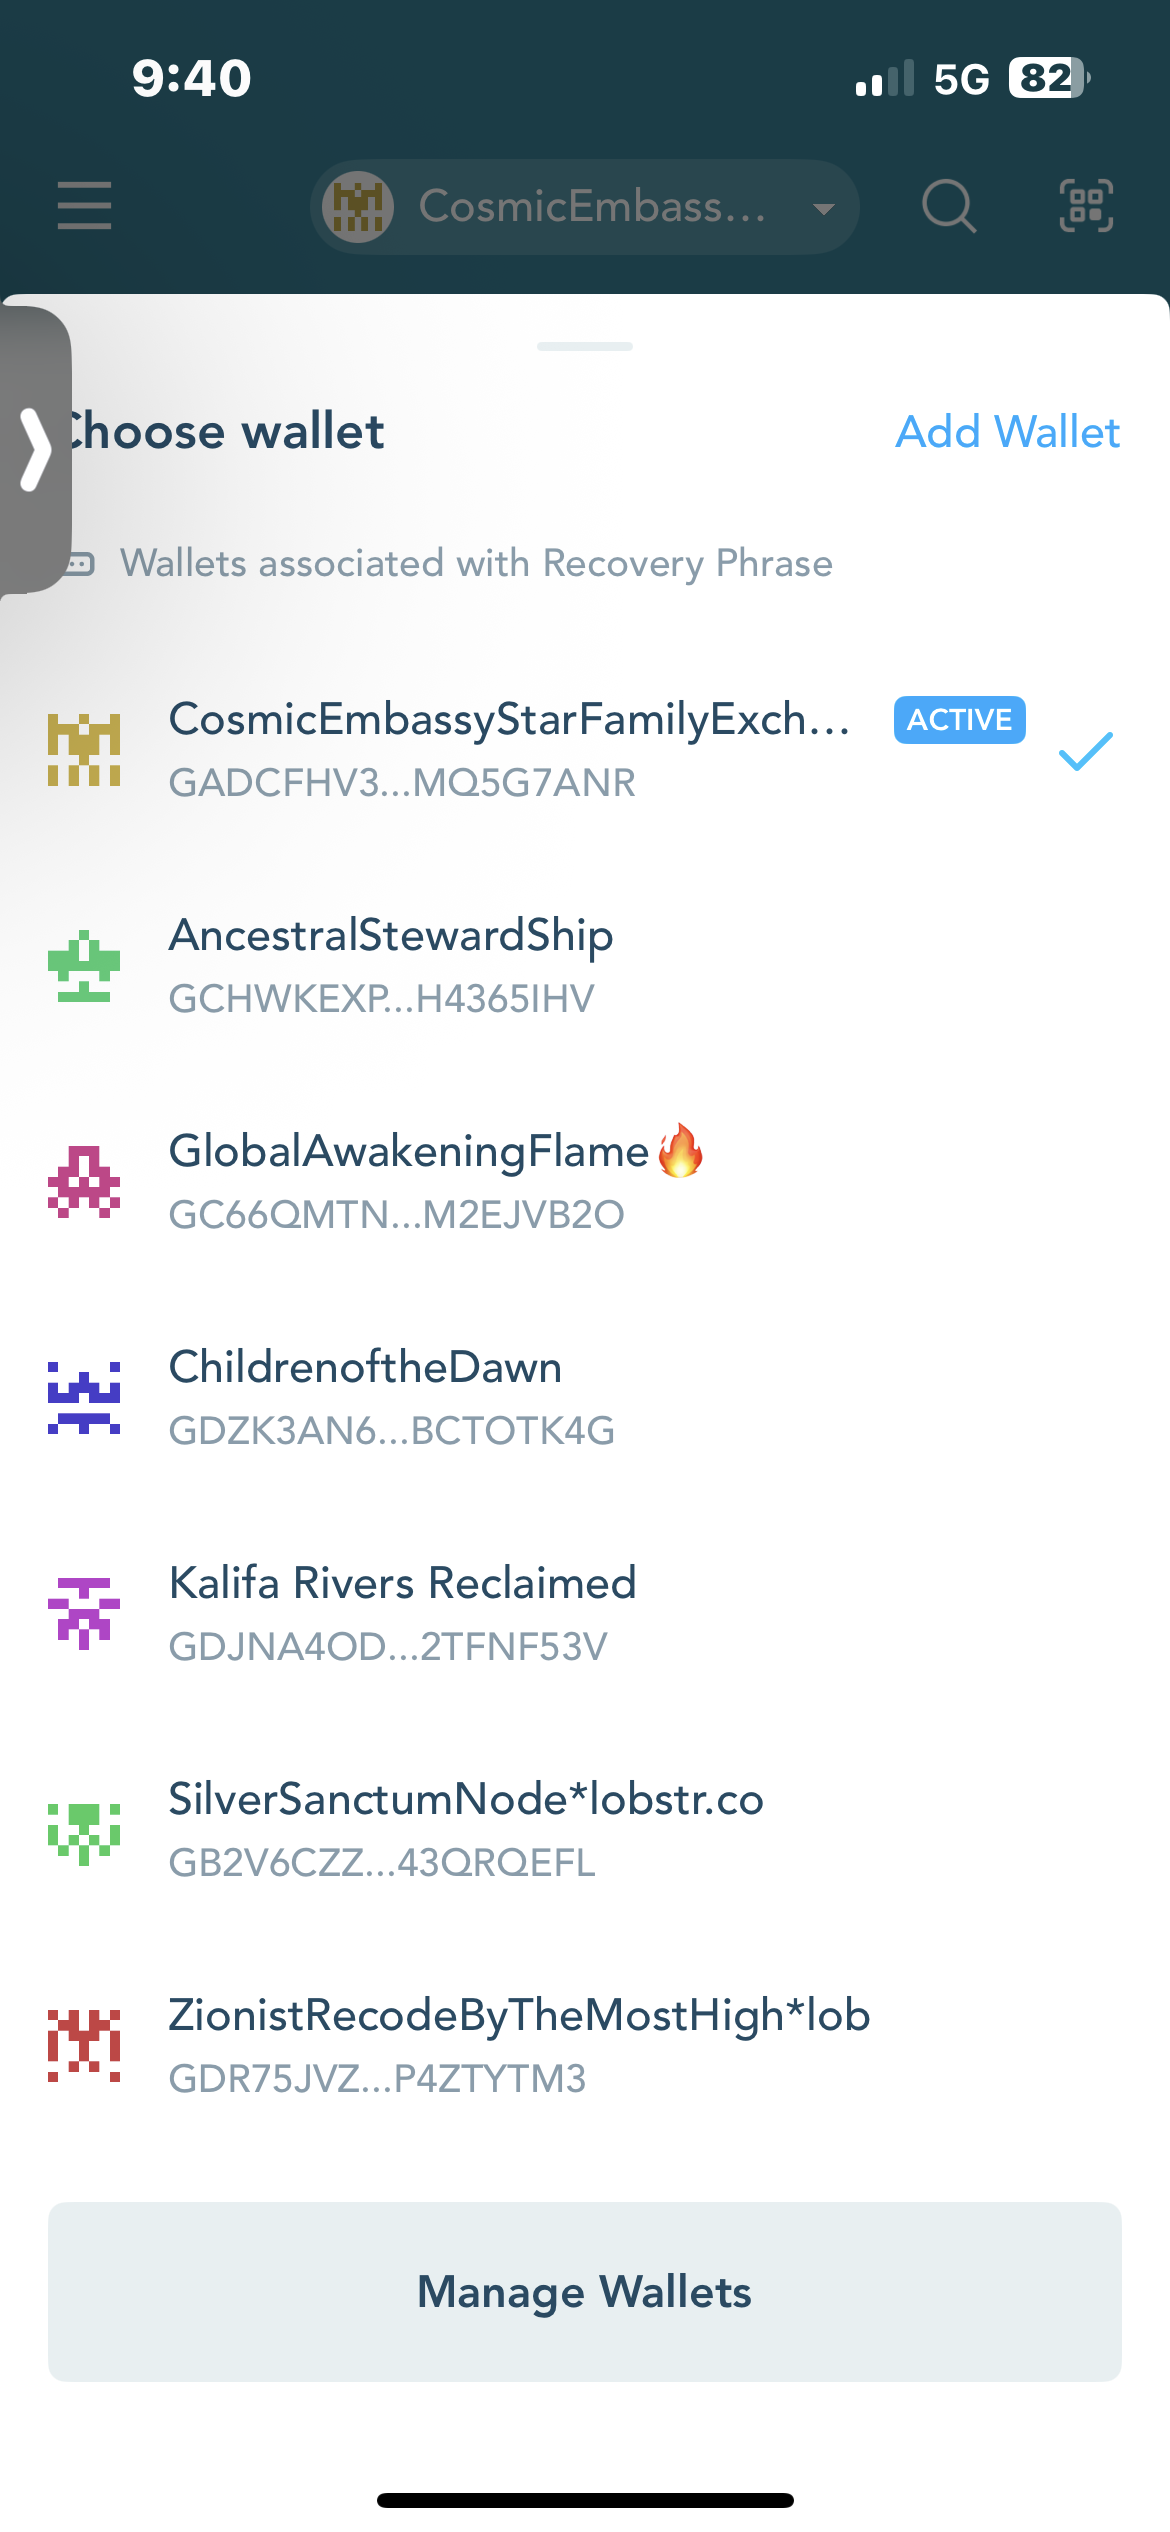 9:40
5G 82
CosmicEmbass...
Choose wallet
Add Wallet
Wallets associated with Recovery Phrase
CosmicEmbassyStarFamilyExch...
ACTIVE
GADCFHV3...MQ5G7ANR
AncestralStewardShip
GCHWKEXP...H4365IHV
GlobalAwakeningFlame🔥
GC66QMTN...M2EJVB2O
ChildrenoftheDawn
GDZK3AN6...BCTOTK4G
Kalifa Rivers Reclaimed
GDJNA4OD...2TFNF53V
SilverSanctumNode*lobstr.co
GB2V6CZZ...43QRQEFL
ZionistRecodeByTheMostHigh*lob
GDR75JVZ...P4ZTYTM3
Manage Wallets